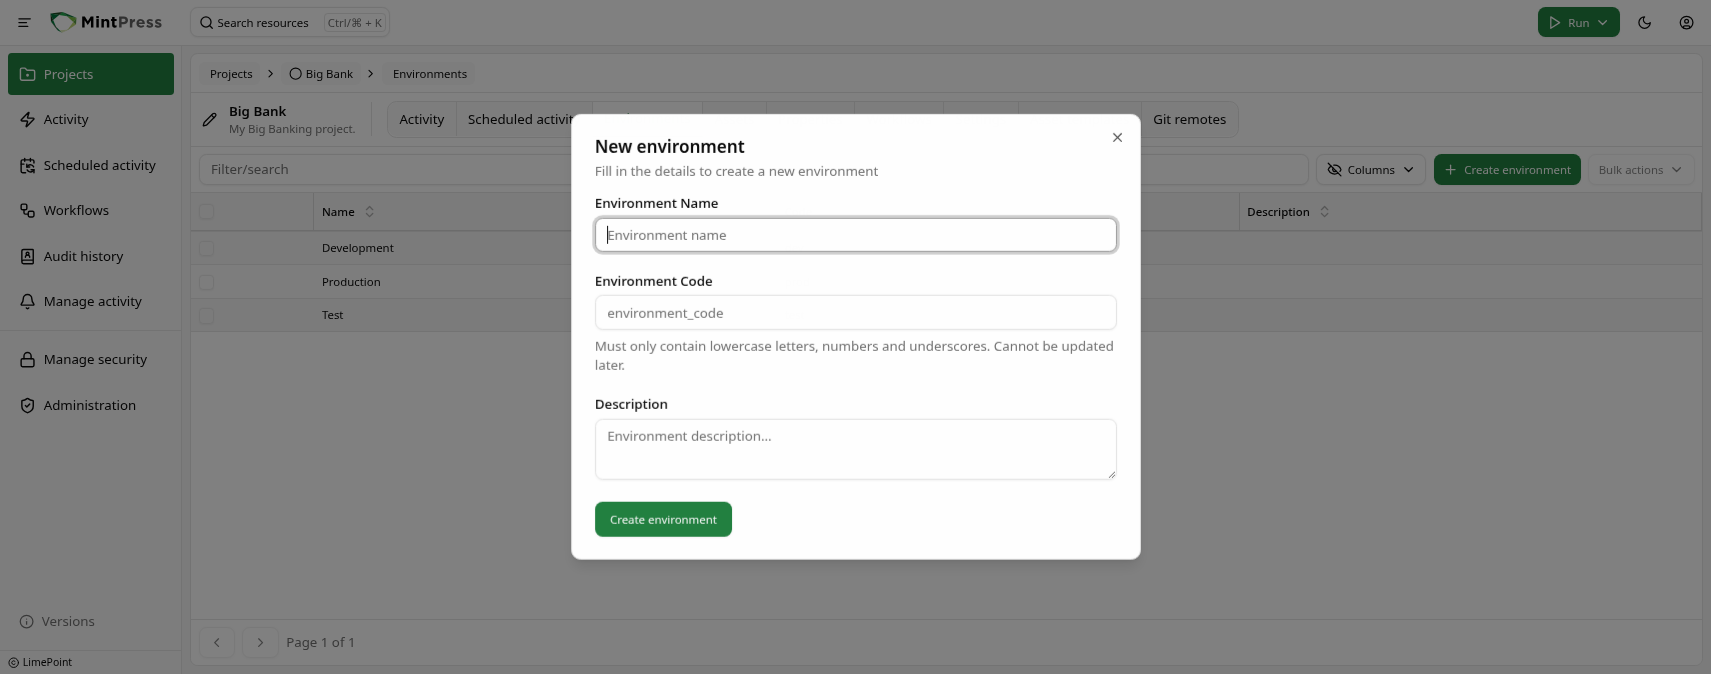 MintPress
Search resources
Ctrl/⌘ + K
Run
Projects
Activity
Scheduled activity
Workflows
Audit history
Manage activity
Manage security
Administration
Versions
LimePoint
Projects
Big Bank
Environments
Big Bank
My Big Banking project.
Activity
Scheduled activit
Git remotes
Filter/search
Columns
Create environment
Bulk actions
Name
Description
Development
Production
Test
Page 1 of 1
New environment
Fill in the details to create a new environment
Environment Name
Environment name
Environment Code
environment_code
Must only contain lowercase letters, numbers and underscores. Cannot be updated
later.
Description
Environment description...
Create environment